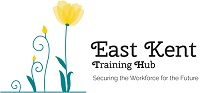 East Kent
Training Hub
Securing the Workforce for the Future